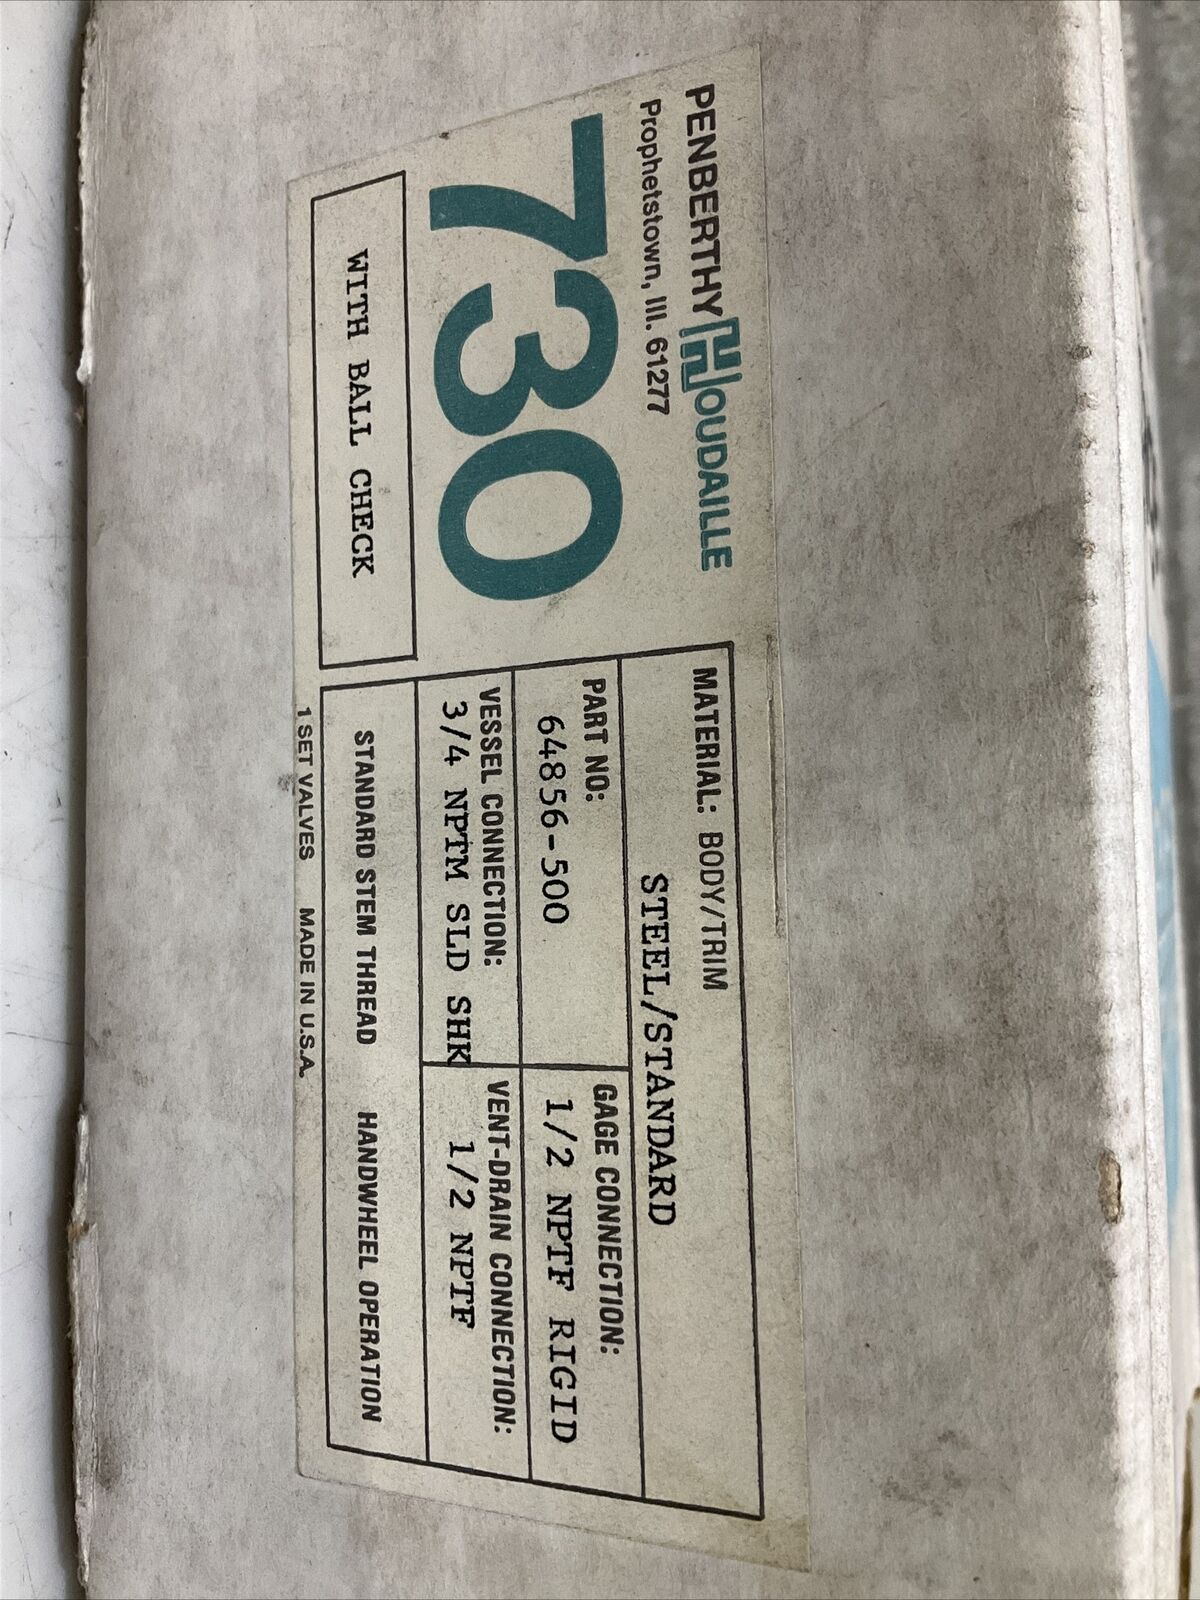 PENBERTHY HOUDAILLE
Prophetstown, Ill. 61277
730
WITH BALL CHECK
MATERIAL: BODY/TRIM
STEEL/STANDARD
PART NO:
64856-500
GAGE CONNECTION:
1/2 NPTF RIGID
VESSEL CONNECTION:
3/4 NPTM SLD SHK
VENT-DRAIN CONNECTION:
1/2 NPTF
STANDARD STEM THREAD HANDWHEEL OPERATION
1 SET VALVES MADE IN U.S.A.